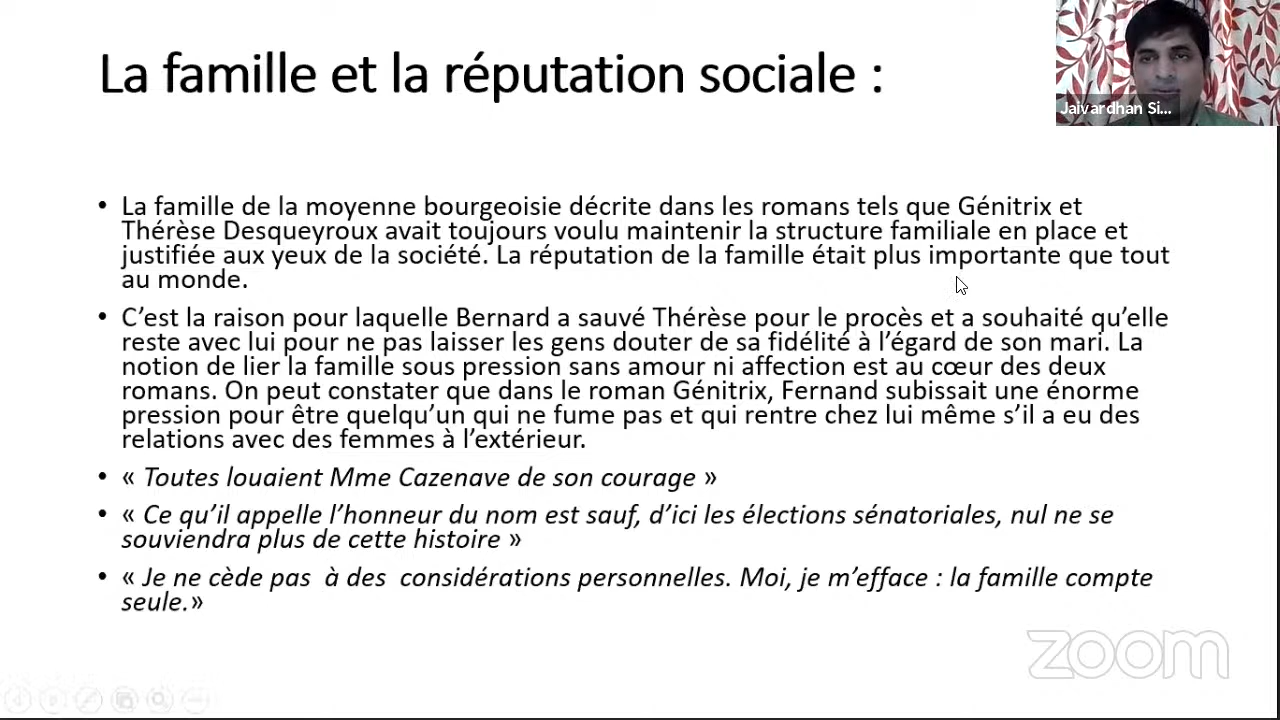 La famille et la réputation sociale :
Jaivardhan Si...
• La famille de la moyenne bourgeoisie décrite dans les romans tels que Génitrix et
Thérèse Desqueyroux avait toujours voulu maintenir la structure familiale en place et
justifiée aux yeux de la société. La réputation de la famille était plus importante que tout
au monde.
• C’est la raison pour laquelle Bernard a sauvé Thérèse pour le procès et a souhaité qu’elle
reste avec lui pour ne pas laisser les gens douter de sa fidélité à l’égard de son mari. La
notion de lier la famille sous pression sans amour ni affection est au cœur des deux
romans. On peut constater que dans le roman Génitrix, Fernand subissait une énorme
pression pour être quelqu’un qui ne fume pas et qui rentre chez lui même s’il a eu des
relations avec des femmes à l’extérieur.
• « Toutes louaient Mme Cazenave de son courage »
• « Ce qu’il appelle l’honneur du nom est sauf, d’ici les élections sénatoriales, nul ne se
souviendra plus de cette histoire »
• « Je ne cède pas à des considérations personnelles. Moi, je m’efface : la famille compte
seule.»
zoom